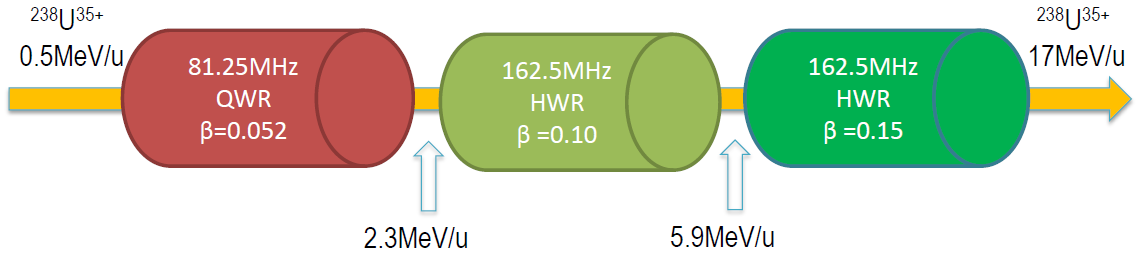 ²³⁸U³⁵⁺
0.5MeV/u
81.25MHz
QWR
β=0.052
2.3MeV/u
162.5MHz
HWR
β =0.10
5.9MeV/u
162.5MHz
HWR
β =0.15
²³⁸U³⁵⁺
17MeV/u